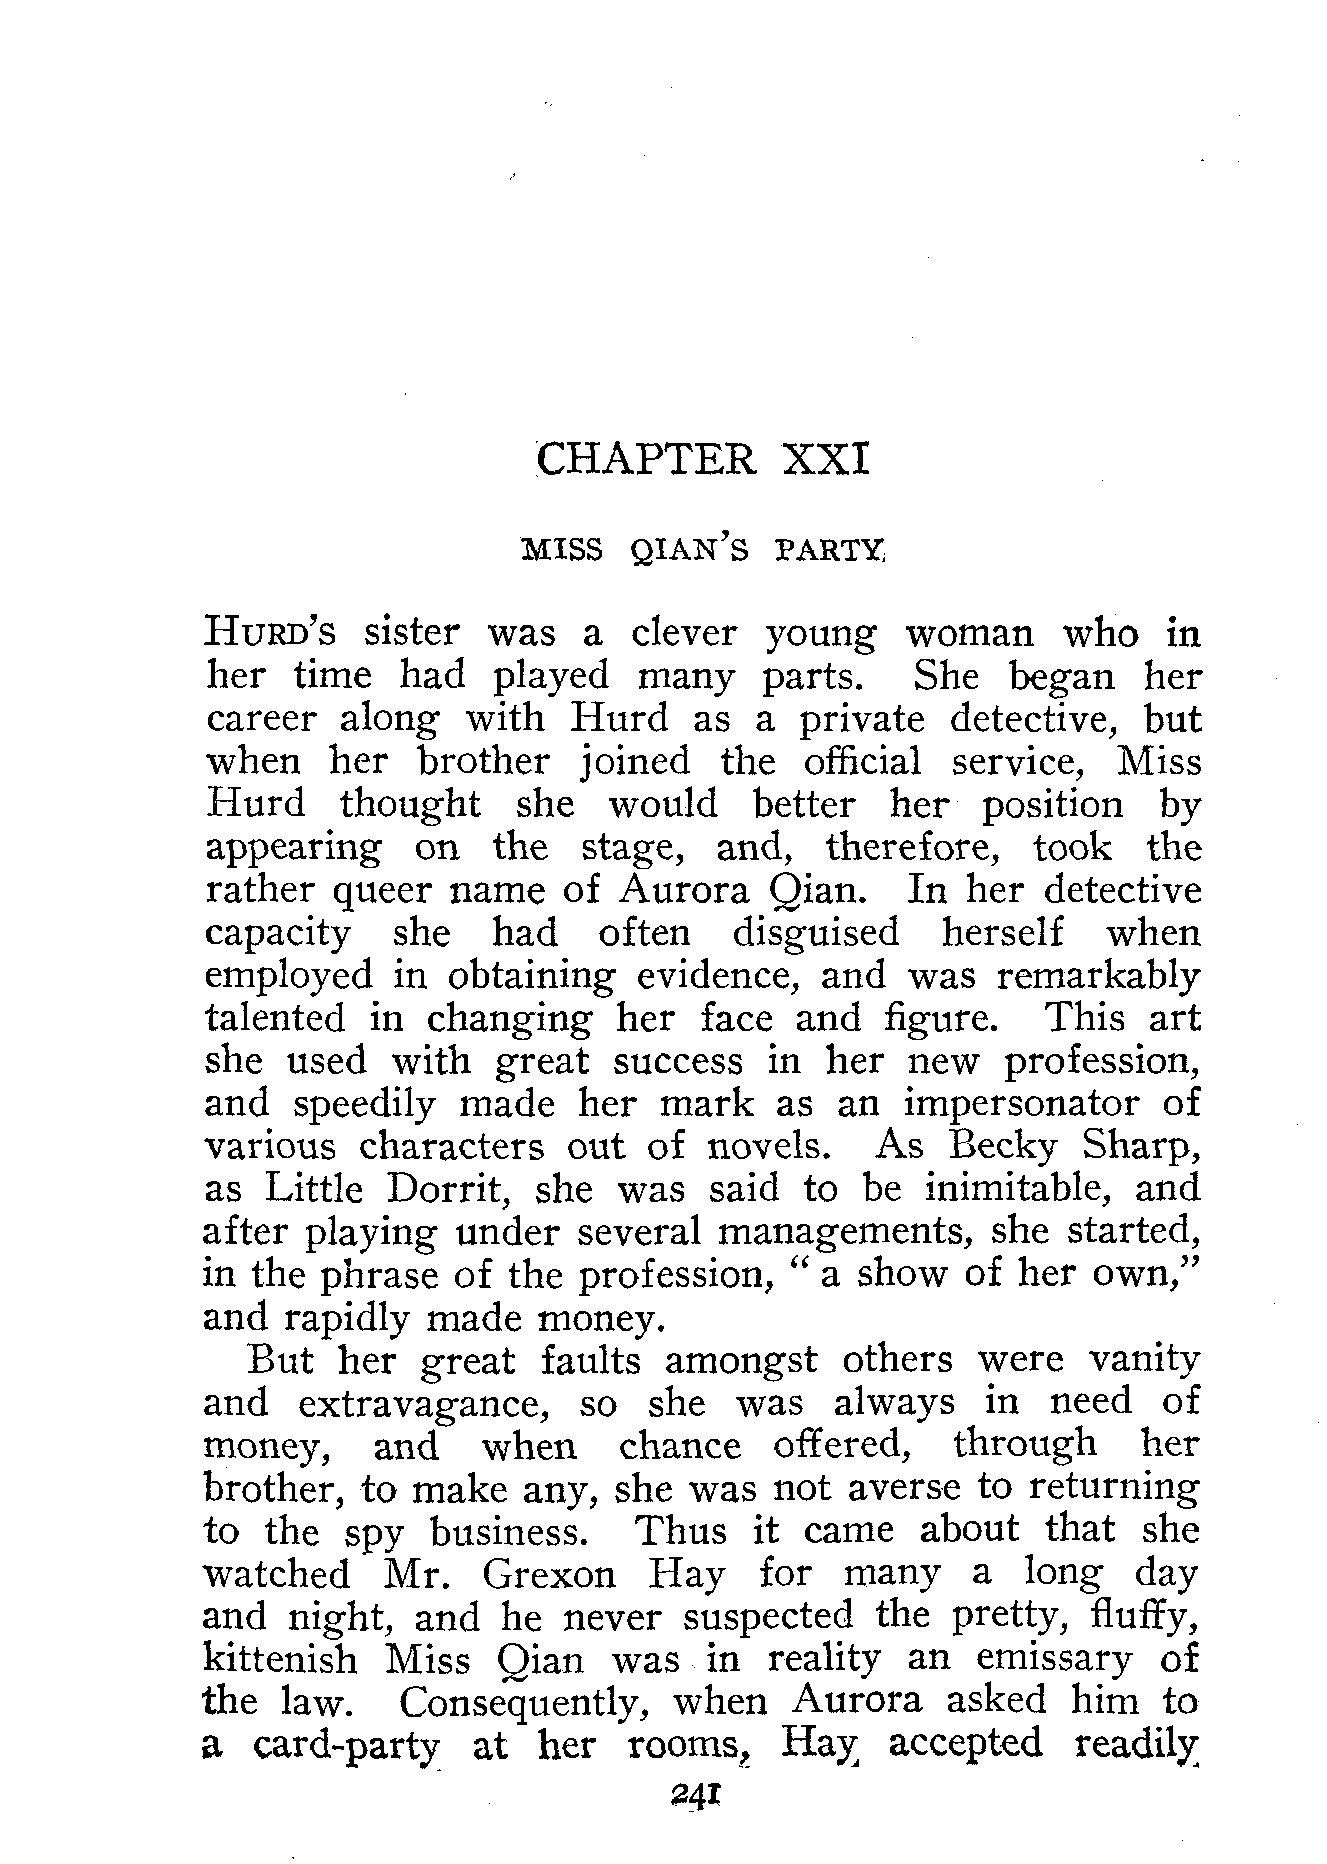 CHAPTER XXI
MISS QIAN'S PARTY
HURD'S sister was a clever young woman who in
her time had played many parts. She began her
career along with Hurd as a private detective, but
when her brother joined the official service, Miss
Hurd thought she would better her position by
appearing on the stage, and, therefore, took the
rather queer name of Aurora Qian. In her detective
capacity she had often disguised herself when
employed in obtaining evidence, and was remarkably
talented in changing her face and figure. This art
she used with great success in her new profession,
and speedily made her mark as an impersonator of
various characters out of novels. As Becky Sharp,
as Little Dorrit, she was said to be inimitable, and
after playing under several managements, she started,
in the phrase of the profession, “ a show of her own,”
and rapidly made money.
But her great faults amongst others were vanity
and extravagance, so she was always in need of
money, and when chance offered, through her
brother, to make any, she was not averse to returning
to the spy business. Thus it came about that she
watched Mr. Grexon Hay for many a long day
and night, and he never suspected the pretty, fluffy,
kittenish Miss Qian was in reality an emissary of
the law. Consequently, when Aurora asked him to
a card-party at her rooms, Hay accepted readily
241